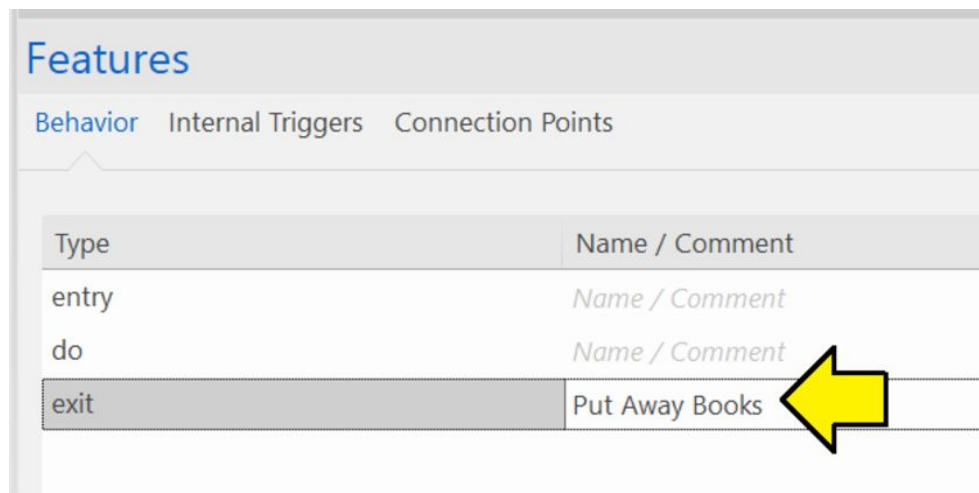 Features
Behavior Internal Triggers Connection Points
Type Name / Comment
entry Name / Comment
do Name / Comment
exit Put Away Books